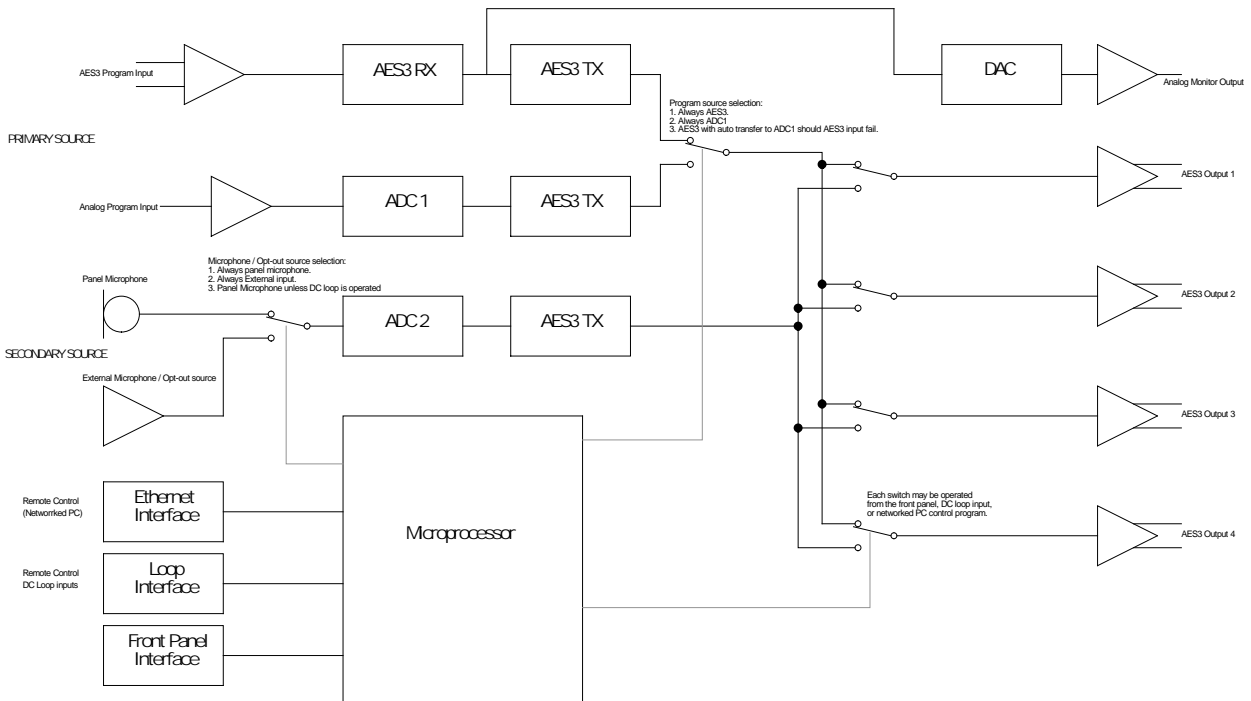 AES3 Program Input
AES3 RX
AES3 TX
DAC
Analog Monitor Output
Program source selection:
1. Always AES3.
2. Always ADC1
3. AES3 with auto transfer to ADC1 should AES3 input fail.
PRIMARY SOURCE
Analog Program Input
ADC 1
AES3 TX
AES3 Output 1
Microphone / Opt-out source selection:
1. Always panel microphone.
2. Always External input.
3. Panel Microphone unless DC loop is operated
Panel Microphone
ADC 2
AES3 TX
AES3 Output 2
SECONDARY SOURCE
External Microphone / Opt-out source
AES3 Output 3
Remote Control
(Networrked PC)
Ethernet
Interface
Microprocessor
Each switch may be operated
from the front panel, DC loop input,
or networked PC control program.
AES3 Output 4
Remote Control
DC Loop inputs
Loop
Interface
Front Panel
Interface